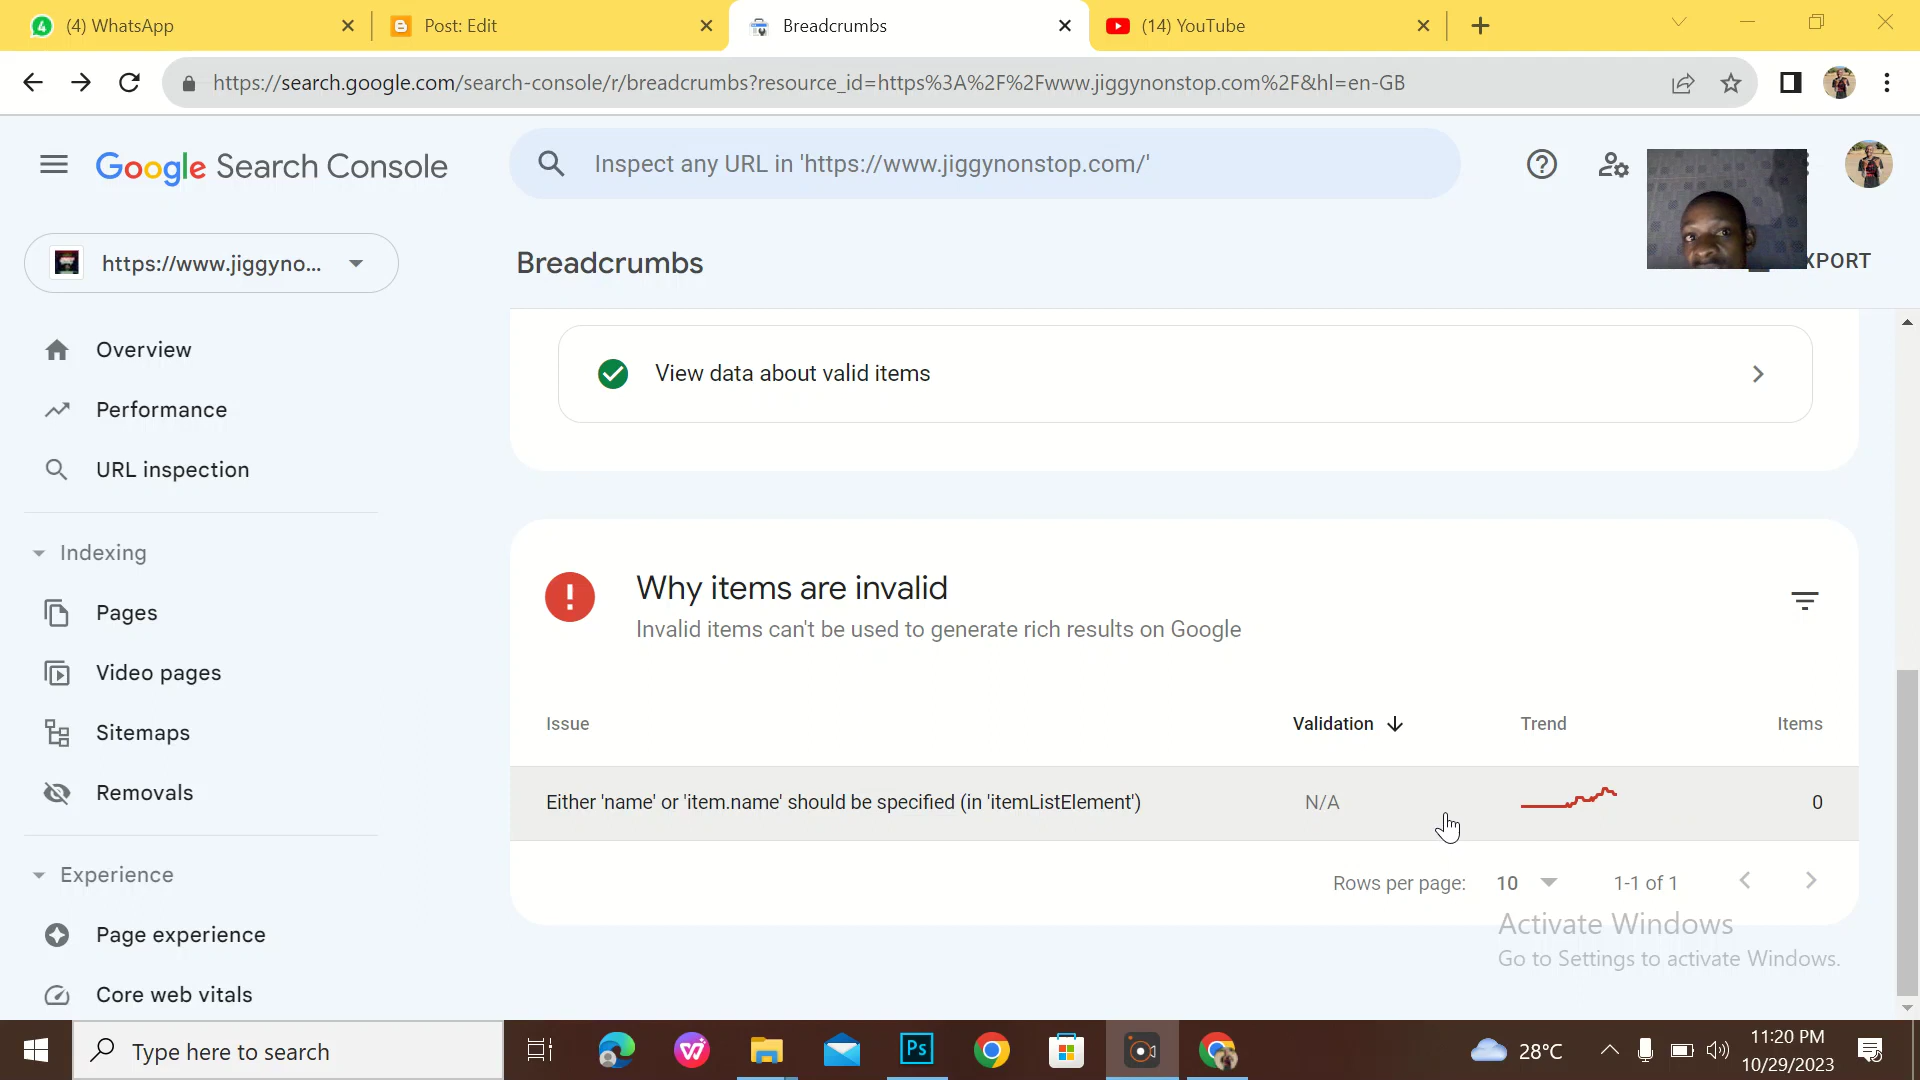 4 (4) WhatsApp
Post: Edit
Breadcrumbs
(14) YouTube
https://search.google.com/search-console/r/breadcrumbs?resource_id=https%3A%2F%2Fwww.jiggynonstop.com%2F&hl=en-GB
Google Search Console
Inspect any URL in 'https://www.jiggynonstop.com/'
https://www.jiggyno...
Breadcrumbs
XPORT
Overview
View data about valid items
Performance
URL inspection
Indexing
Why items are invalid
Invalid items can't be used to generate rich results on Google
Pages
Video pages
Sitemaps
Issue
Validation
Trend
Items
Removals
Either 'name' or 'item.name' should be specified (in 'itemListElement')
N/A
0
Experience
Rows per page: 10
1-1 of 1
Page experience
Activate Windows
Go to Settings to activate Windows.
Core web vitals
Type here to search
Ps
28°C
11:20 PM
10/29/2023